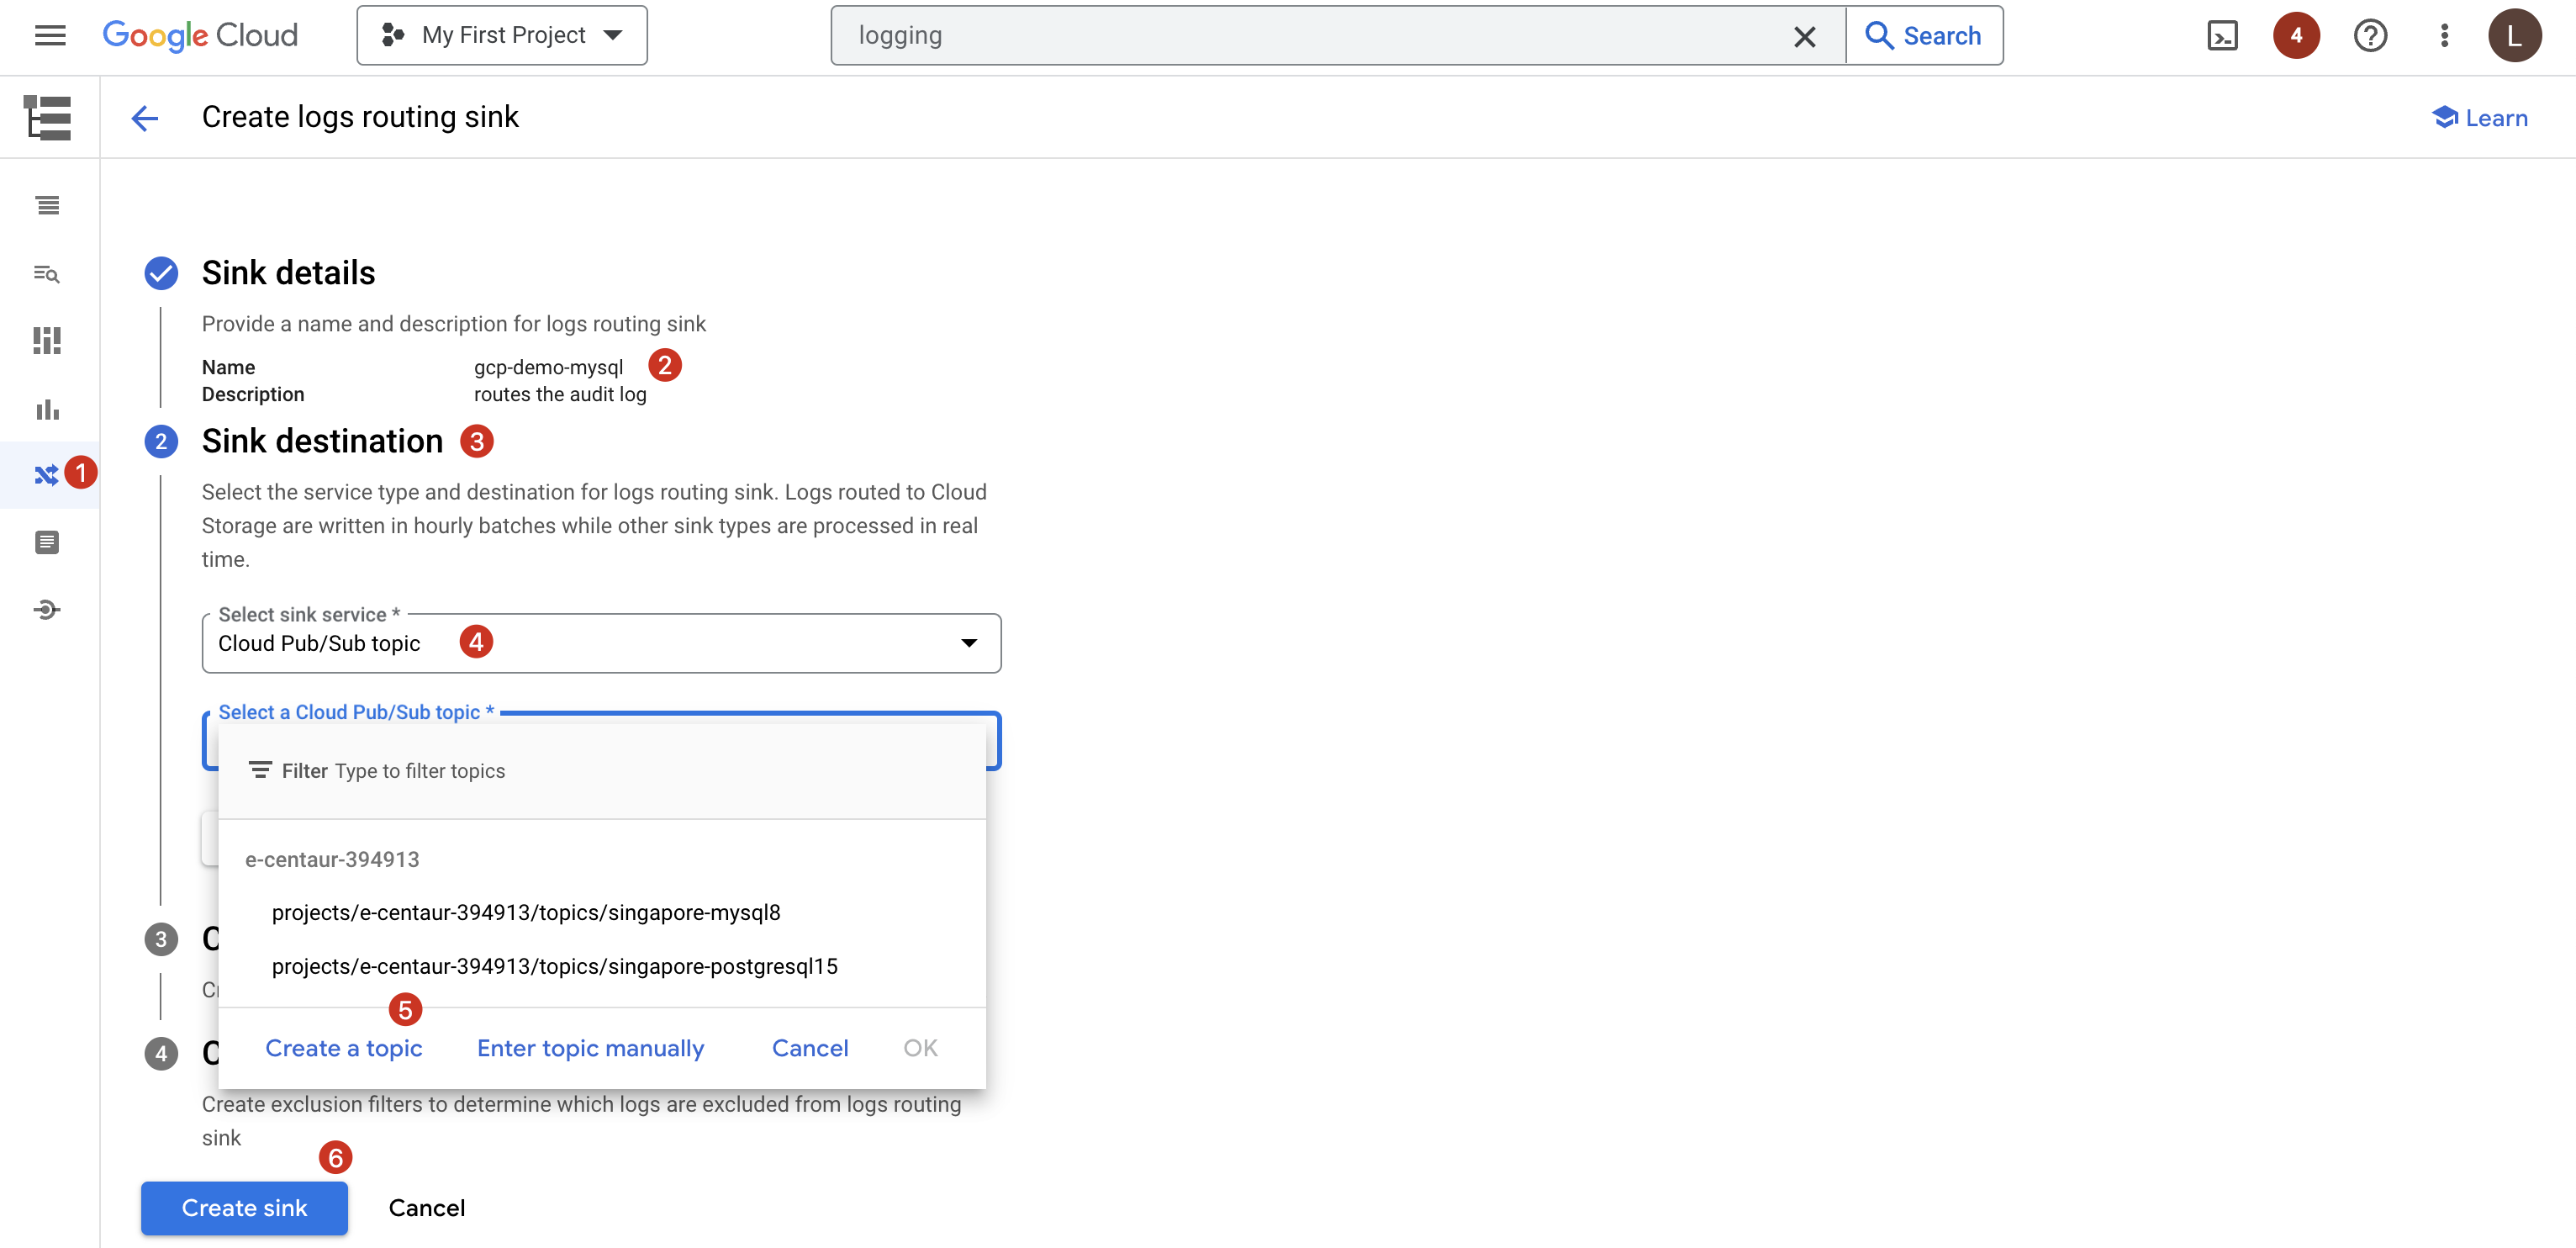 Google Cloud
My First Project
logging
Search
4
L
Create logs routing sink
Learn
Sink details
Provide a name and description for logs routing sink
Name gcp-demo-mysql 2
Description routes the audit log
2 Sink destination 3
1
Select the service type and destination for logs routing sink. Logs routed to Cloud
Storage are written in hourly batches while other sink types are processed in real
time.
Select sink service *
Cloud Pub/Sub topic 4
Select a Cloud Pub/Sub topic *
Filter Type to filter topics
e-centaur-394913
projects/e-centaur-394913/topics/singapore-mysql8
3
projects/e-centaur-394913/topics/singapore-postgresql15
5
4
Create a topic Enter topic manually Cancel OK
Create exclusion filters to determine which logs are excluded from logs routing
sink
6
Create sink Cancel